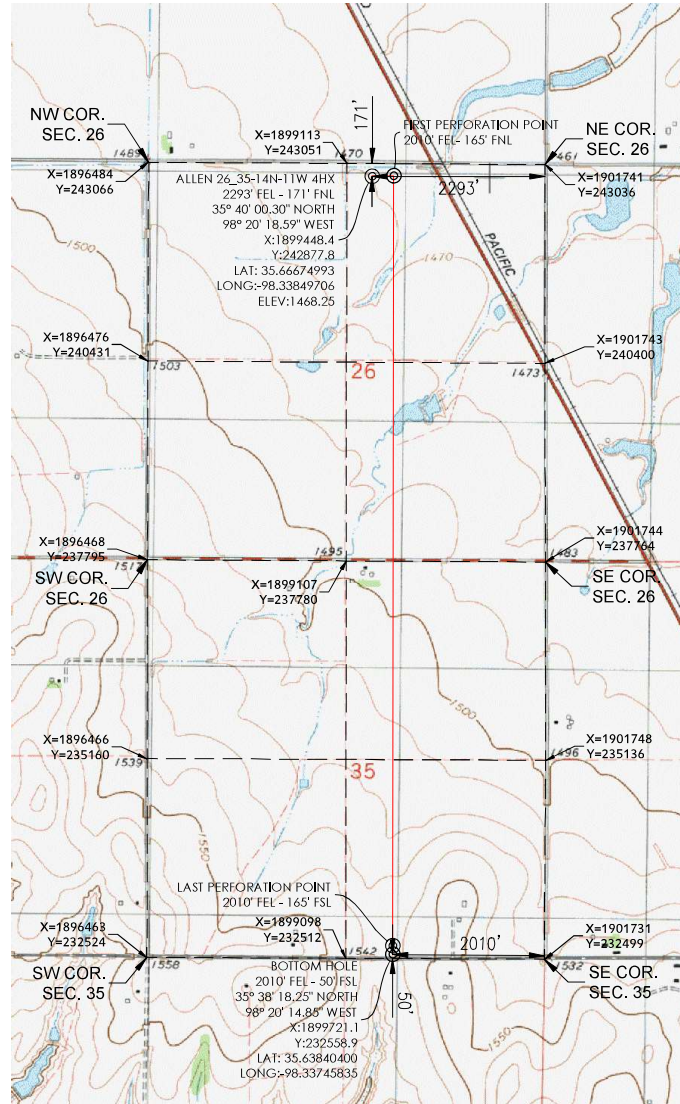 NW COR.
SEC. 26
1489
X=1896484
Y=243066
X=1899113
Y=243051
1470
171'
FIRST PERFORATION POINT
2010' FEL- 165' FNL
NE COR.
SEC. 26
1461
X=1901741
Y=243036
2293'
ALLEN 26_35-14N-11W 4HX
2293' FEL - 171' FNL
35° 40' 00.30" NORTH
98° 20' 18.59" WEST
X:1899448.4
Y:242877.8
LAT: 35.66674993
LONG:-98.33849706
ELEV:1468.25
1500
PACIFIC
1470
X=1896476
Y=240431
1503
26
X=1901743
Y=240400
1473
X=1896468
Y=237795
1517
SW COR.
SEC. 26
1495
X=1899107
Y=237780
X=1901744
Y=237764
1483
SE COR.
SEC. 26
1500
X=1896466
Y=235160
1539
35
X=1901748
Y=235136
1496
1550
LAST PERFORATION POINT
2010' FEL - 165' FSL
X=1896463
Y=232524
1558
SW COR.
SEC. 35
X=1899098
Y=232512
1542
2010'
X=1901731
Y=232499
1532
SE COR.
SEC. 35
50'
BOTTOM HOLE
2010' FEL - 50' FSL
35° 38' 18.25" NORTH
98° 20' 14.85" WEST
X:1899721.1
Y:232558.9
LAT: 35.63840400
LONG:-98.33745835
1550